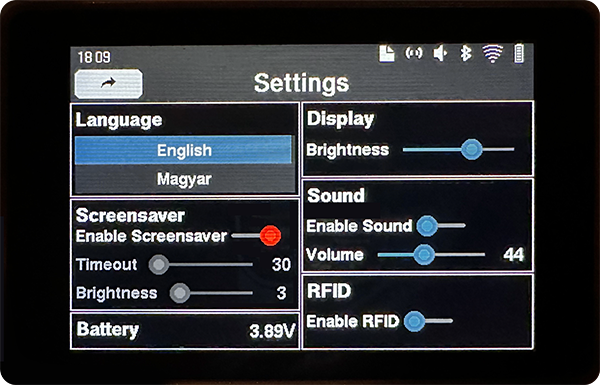 18 09
Settings
Language
English
Magyar
Screensaver
Enable Screensaver
Timeout 30
Brightness 3
Battery 3.89V
Display
Brightness
Sound
Enable Sound
Volume 44
RFID
Enable RFID